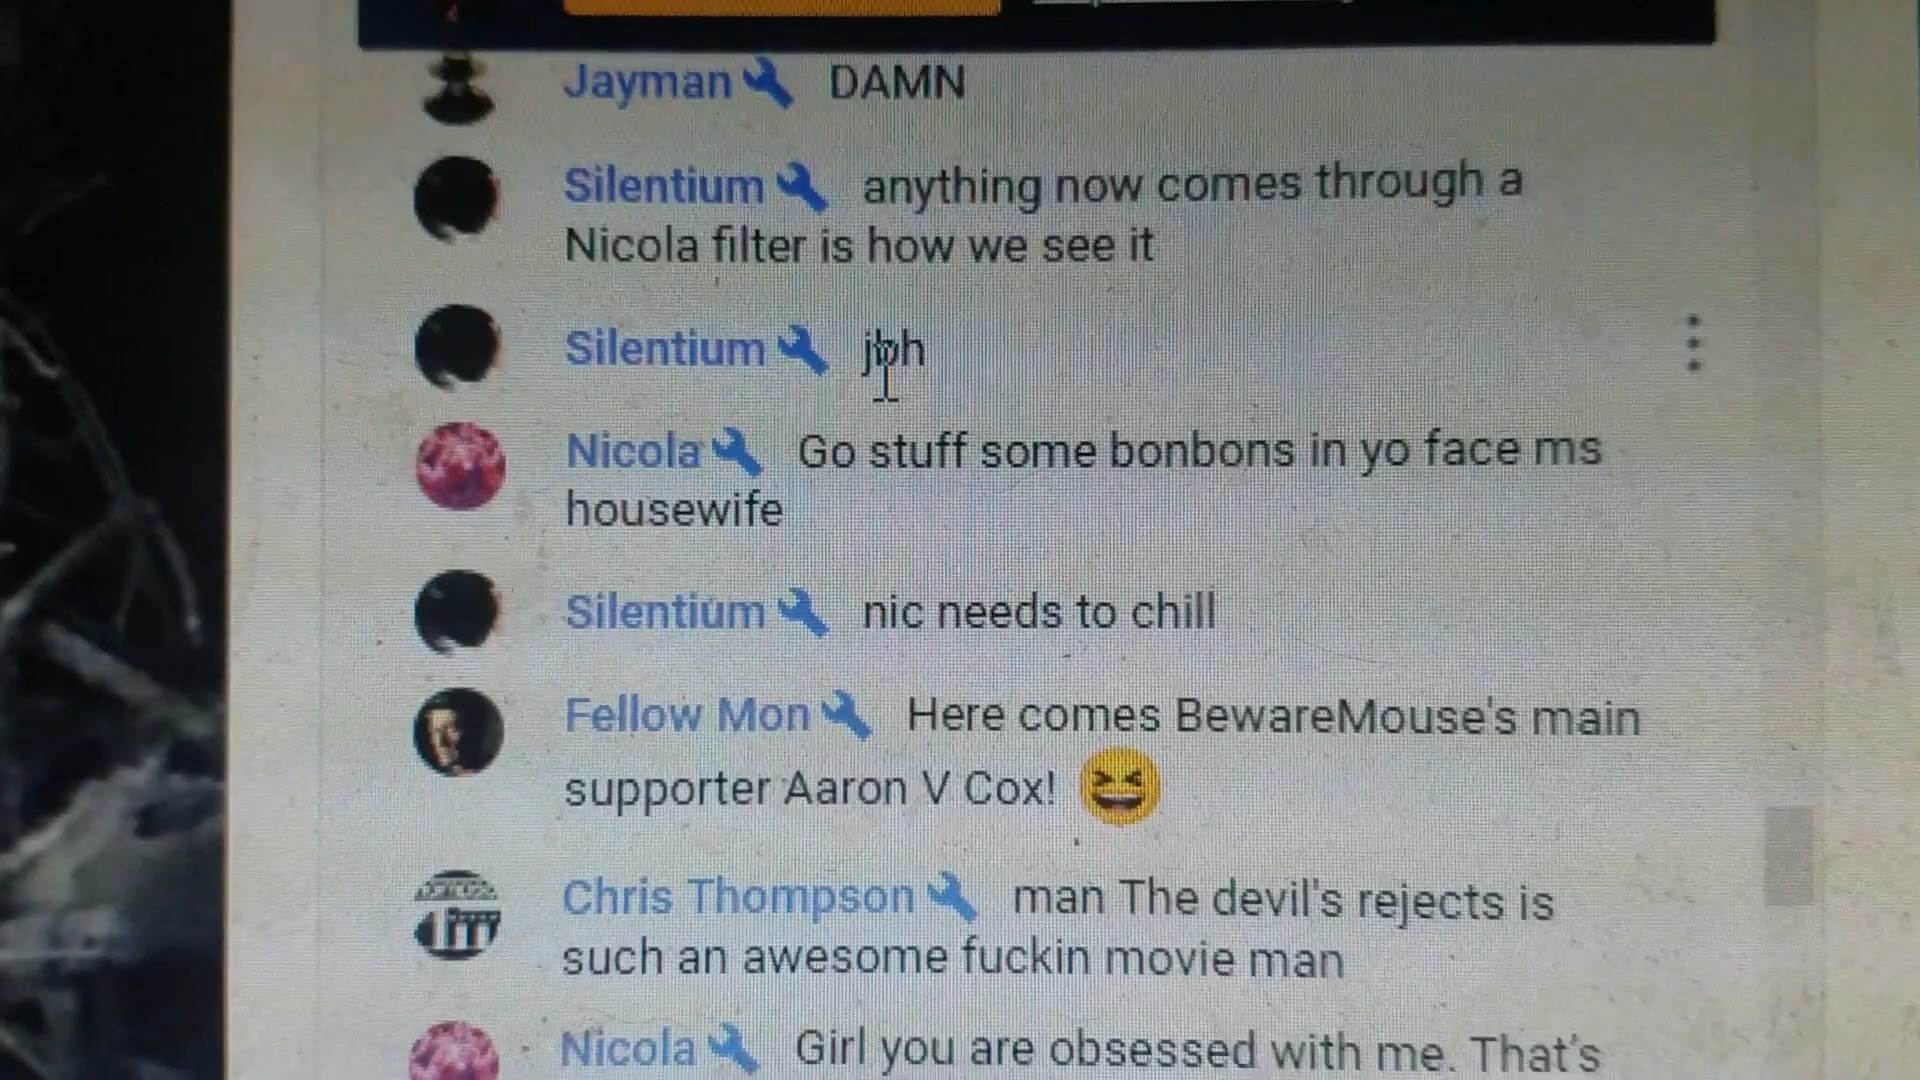 Jayman DAMN
Silentium anything now comes through a
Nicola filter is how we see it
Silentium
Nicola Go stuff some bonbons in yo face ms
housewife
Silentium nic needs to chill
Fellow Mon Here comes BewareMouse's main
supporter Aaron V Cox!
Chris Thompson man The devil's rejects is
such an awesome fuckin movie man
Nicola Girl you are obsessed with me. That's